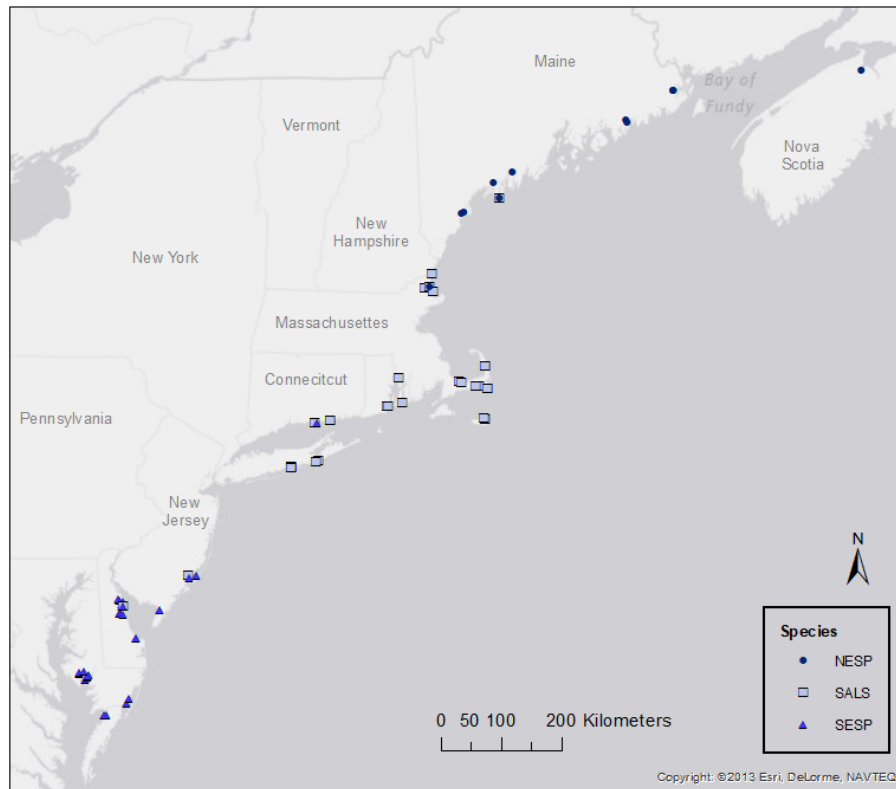 Maine
Bay of
Fundy
Vermont
Nova
Scotia
New
Hampshire
New York
Massachusettes
Connecitcut
Pennsylvania
New
Jersey
N
Species
NESP
SALS
SESP
0 50 100 200 Kilometers
Copyright: ©2013 Esri, DeLorme, NAVTEQ